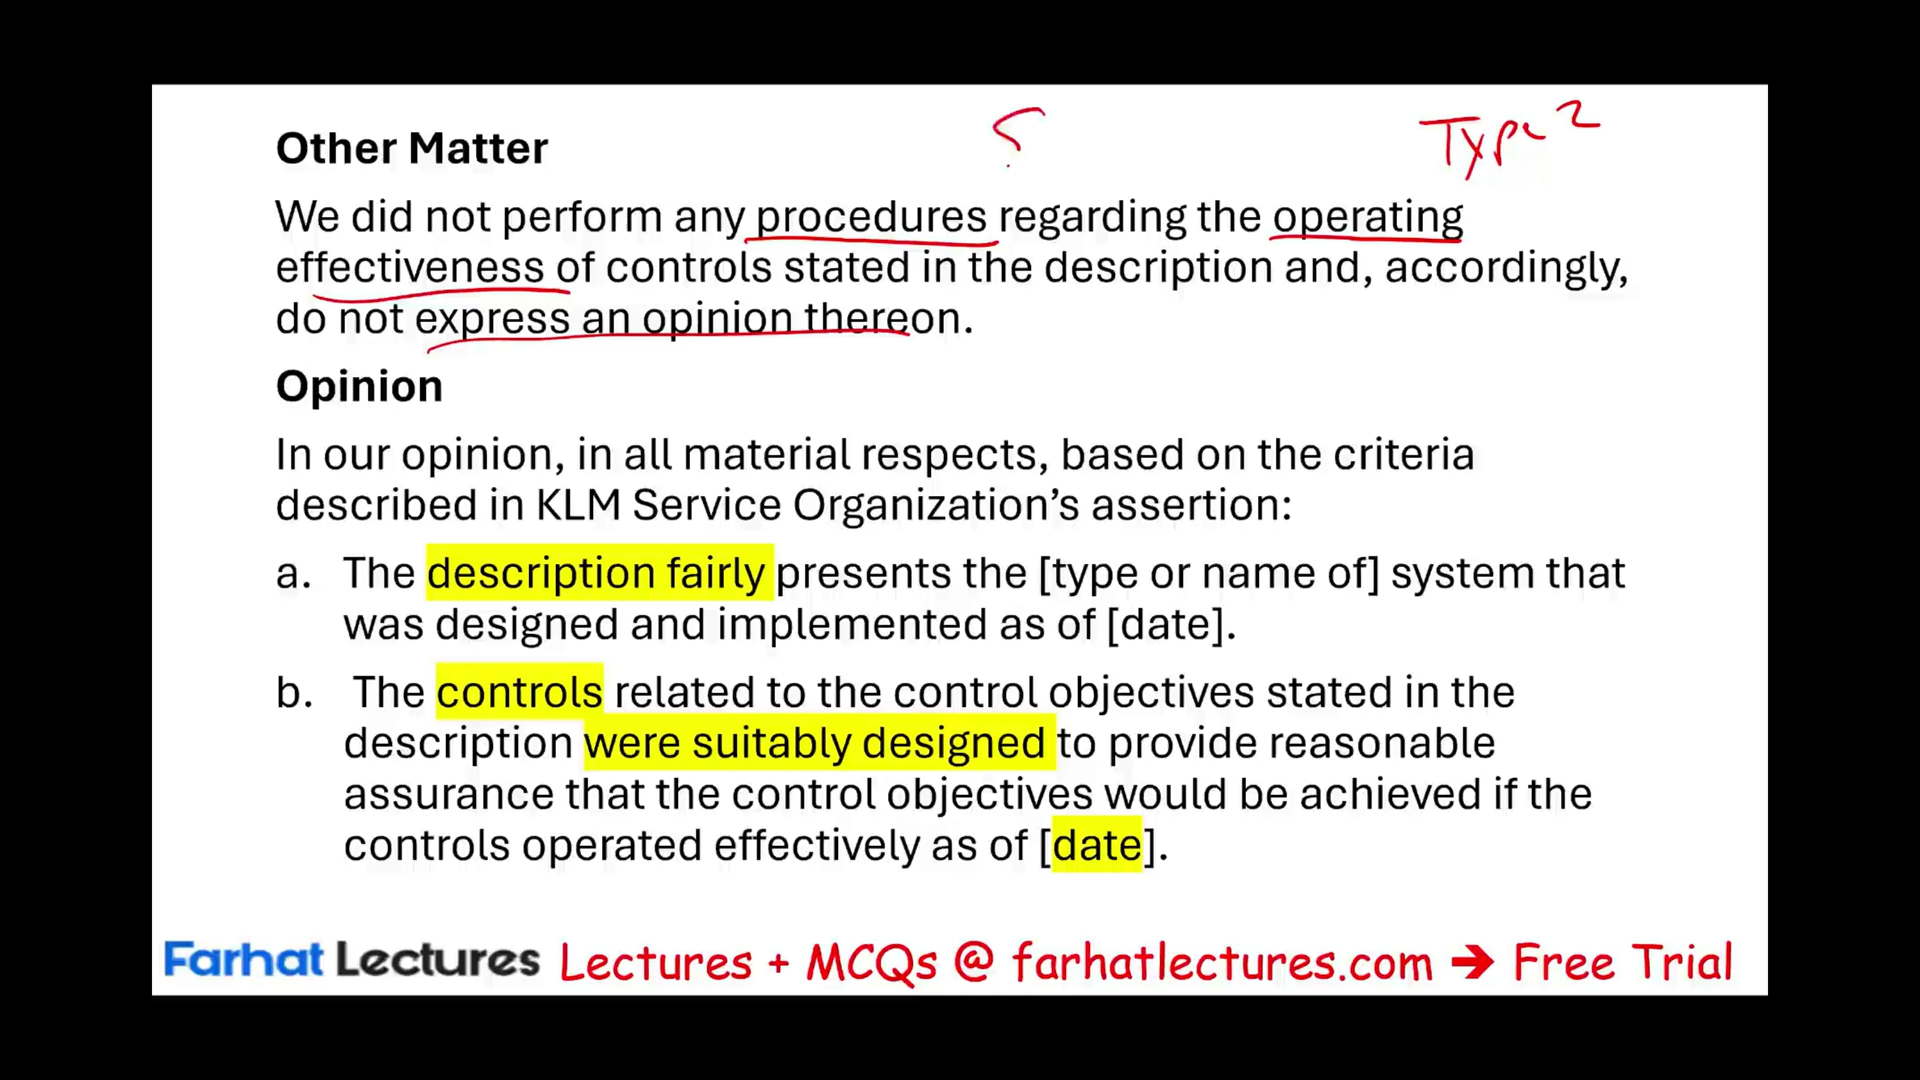 Type 2
Other Matter
We did not perform any procedures regarding the operating
effectiveness of controls stated in the description and, accordingly,
do not express an opinion thereon.
Opinion
In our opinion, in all material respects, based on the criteria
described in KLM Service Organization’s assertion:
a. The description fairly presents the [type or name of] system that
was designed and implemented as of [date].
b. The controls related to the control objectives stated in the
description were suitably designed to provide reasonable
assurance that the control objectives would be achieved if the
controls operated effectively as of [date].
Farhat Lectures Lectures + MCQs @ farhatlectures.com ➔ Free Trial